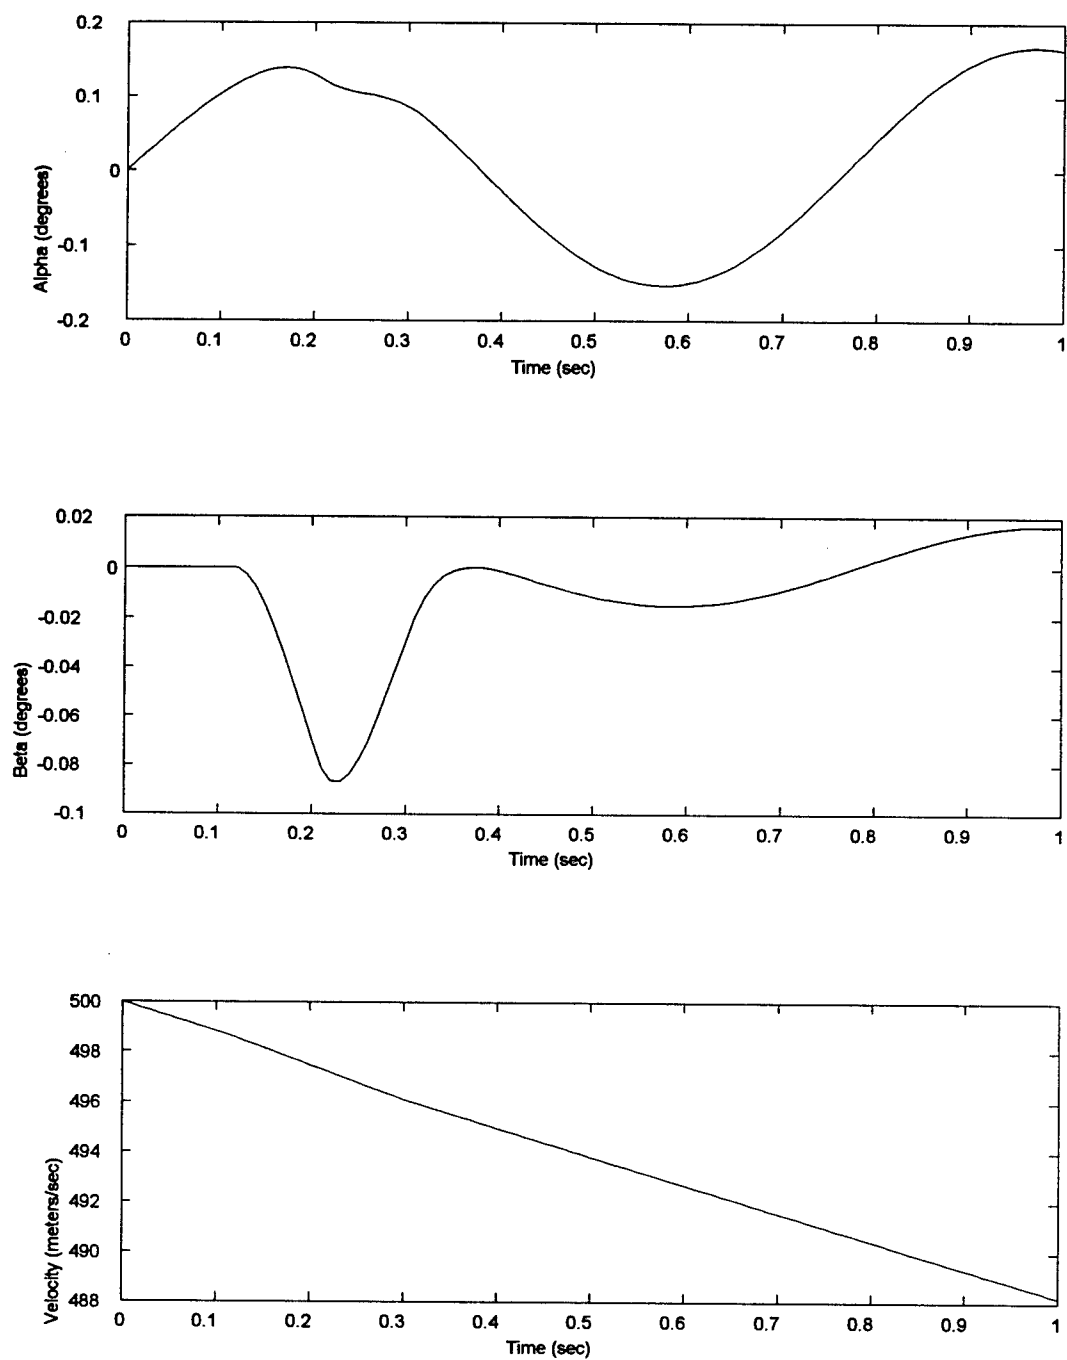 0.2
0.1
0
-0.1
-0.2
Alpha (degrees)
0 0.1 0.2 0.3 0.4 0.5 0.6 0.7 0.8 0.9 1
Time (sec)
0.02
0
-0.02
-0.04
-0.06
-0.08
-0.1
Beta (degrees)
0 0.1 0.2 0.3 0.4 0.5 0.6 0.7 0.8 0.9 1
Time (sec)
500
498
496
494
492
490
488
Velocity (meters/sec)
0 0.1 0.2 0.3 0.4 0.5 0.6 0.7 0.8 0.9 1
Time (sec)